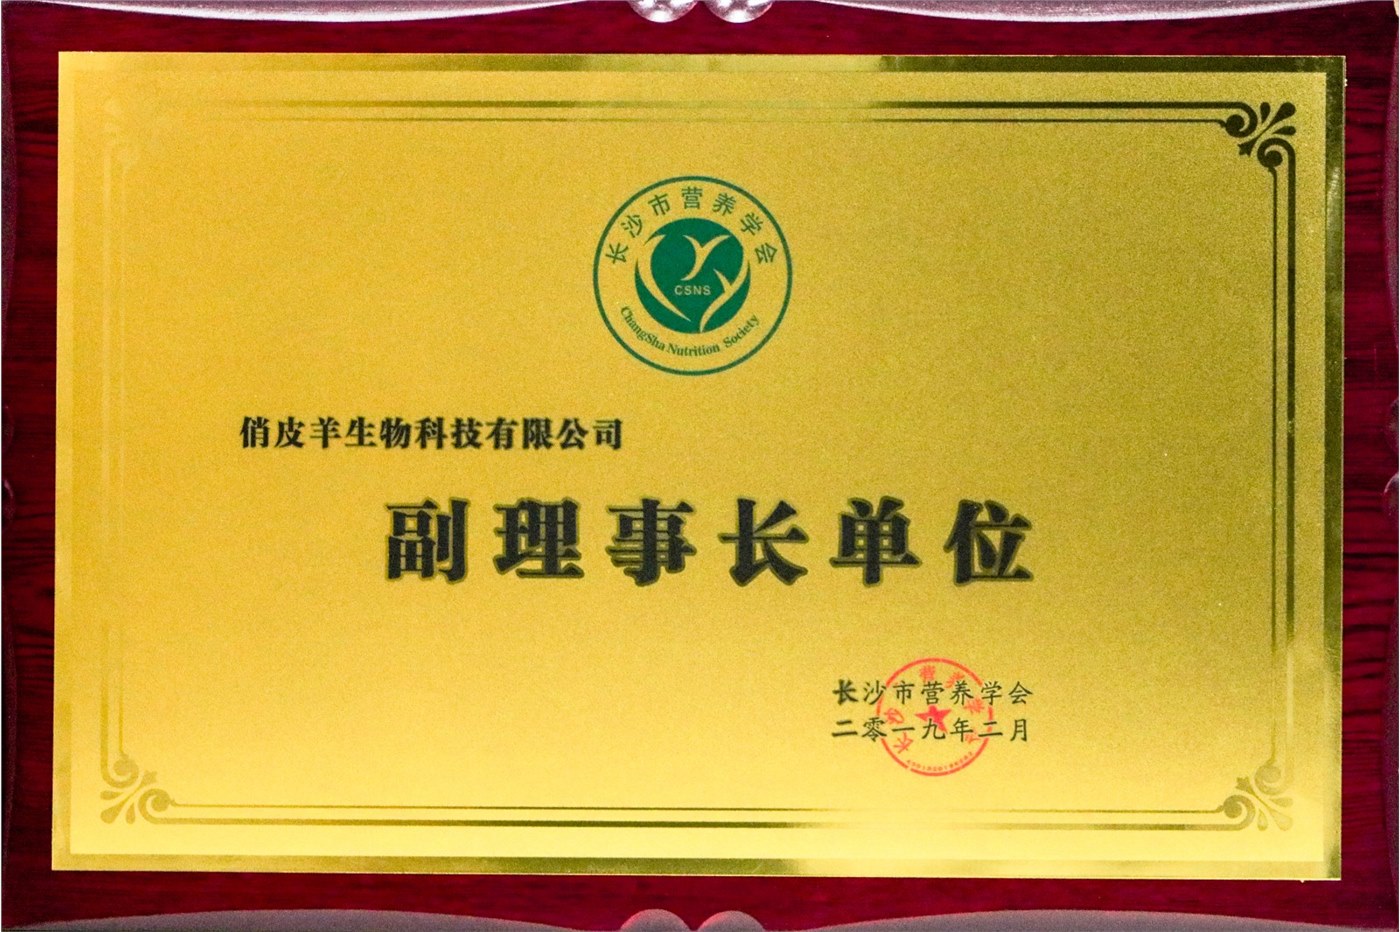 长沙市营养学会
CSNS
ChangSha Nutrition Society
俏皮羊生物科技有限公司
副理事长单位
长沙市营养学会
二零一九年二月